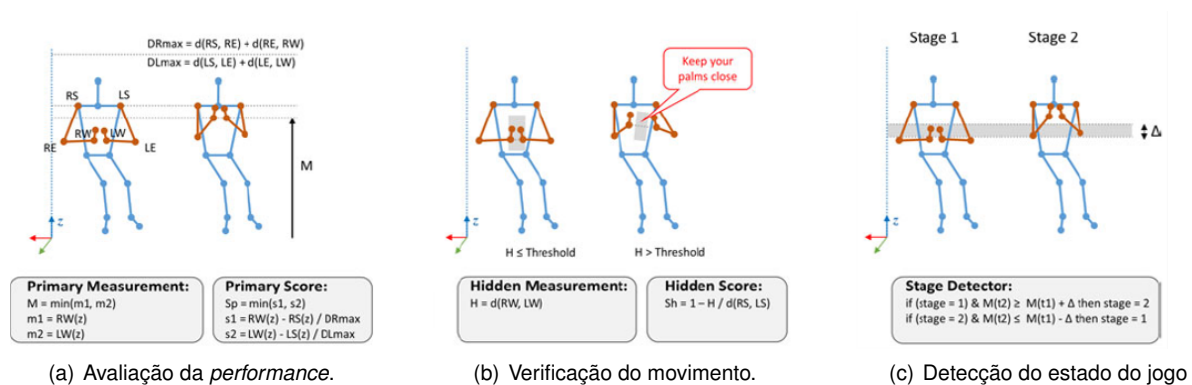 DRmax = d(RS, RE) + d(RE, RW)
DLmax = d(LS, LE) + d(LE, LW)
RS
LS
RW
LW
RE
LE
M
z
Primary Measurement:
M = min(m1, m2)
m1 = RW(z)
m2 = LW(z)
Primary Score:
Sp = min(s1, s2)
s1 = RW(z) - RS(z) / DRmax
s2 = LW(z) - LS(z) / DLmax
(a) Avaliação da performance.
Keep your
palms close
z
H ≤ Threshold
H > Threshold
Hidden Measurement:
H = d(RW, LW)
Hidden Score:
Sh = 1 – H / d(RS, LS)
(b) Verificação do movimento.
Stage 1
Stage 2
Δ
z
Stage Detector:
if (stage = 1) & M(t2) ≥ M(t1) + Δ then stage = 2
if (stage = 2) & M(t2) ≤ M(t1) - Δ then stage = 1
(c) Detecção do estado do jogo